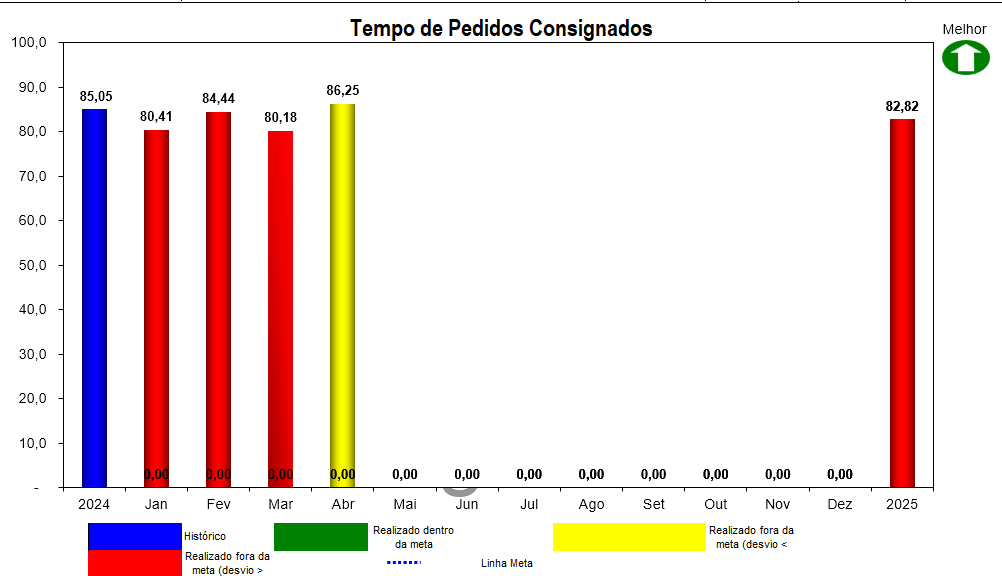 Tempo de Pedidos Consignados
Melhor
100,0
90,0
80,0
70,0
60,0
50,0
40,0
30,0
20,0
10,0
-
85,05
80,41
84,44
80,18
86,25
82,82
0,00 0,00 0,00 0,00 0,00 0,00 0,00 0,00 0,00 0,00 0,00 0,00
2024 Jan Fev Mar Abr Mai Jun Jul Ago Set Out Nov Dez 2025
Histórico
Realizado dentro
da meta
Realizado fora da
meta (desvio <
Realizado fora da
meta (desvio >
Linha Meta